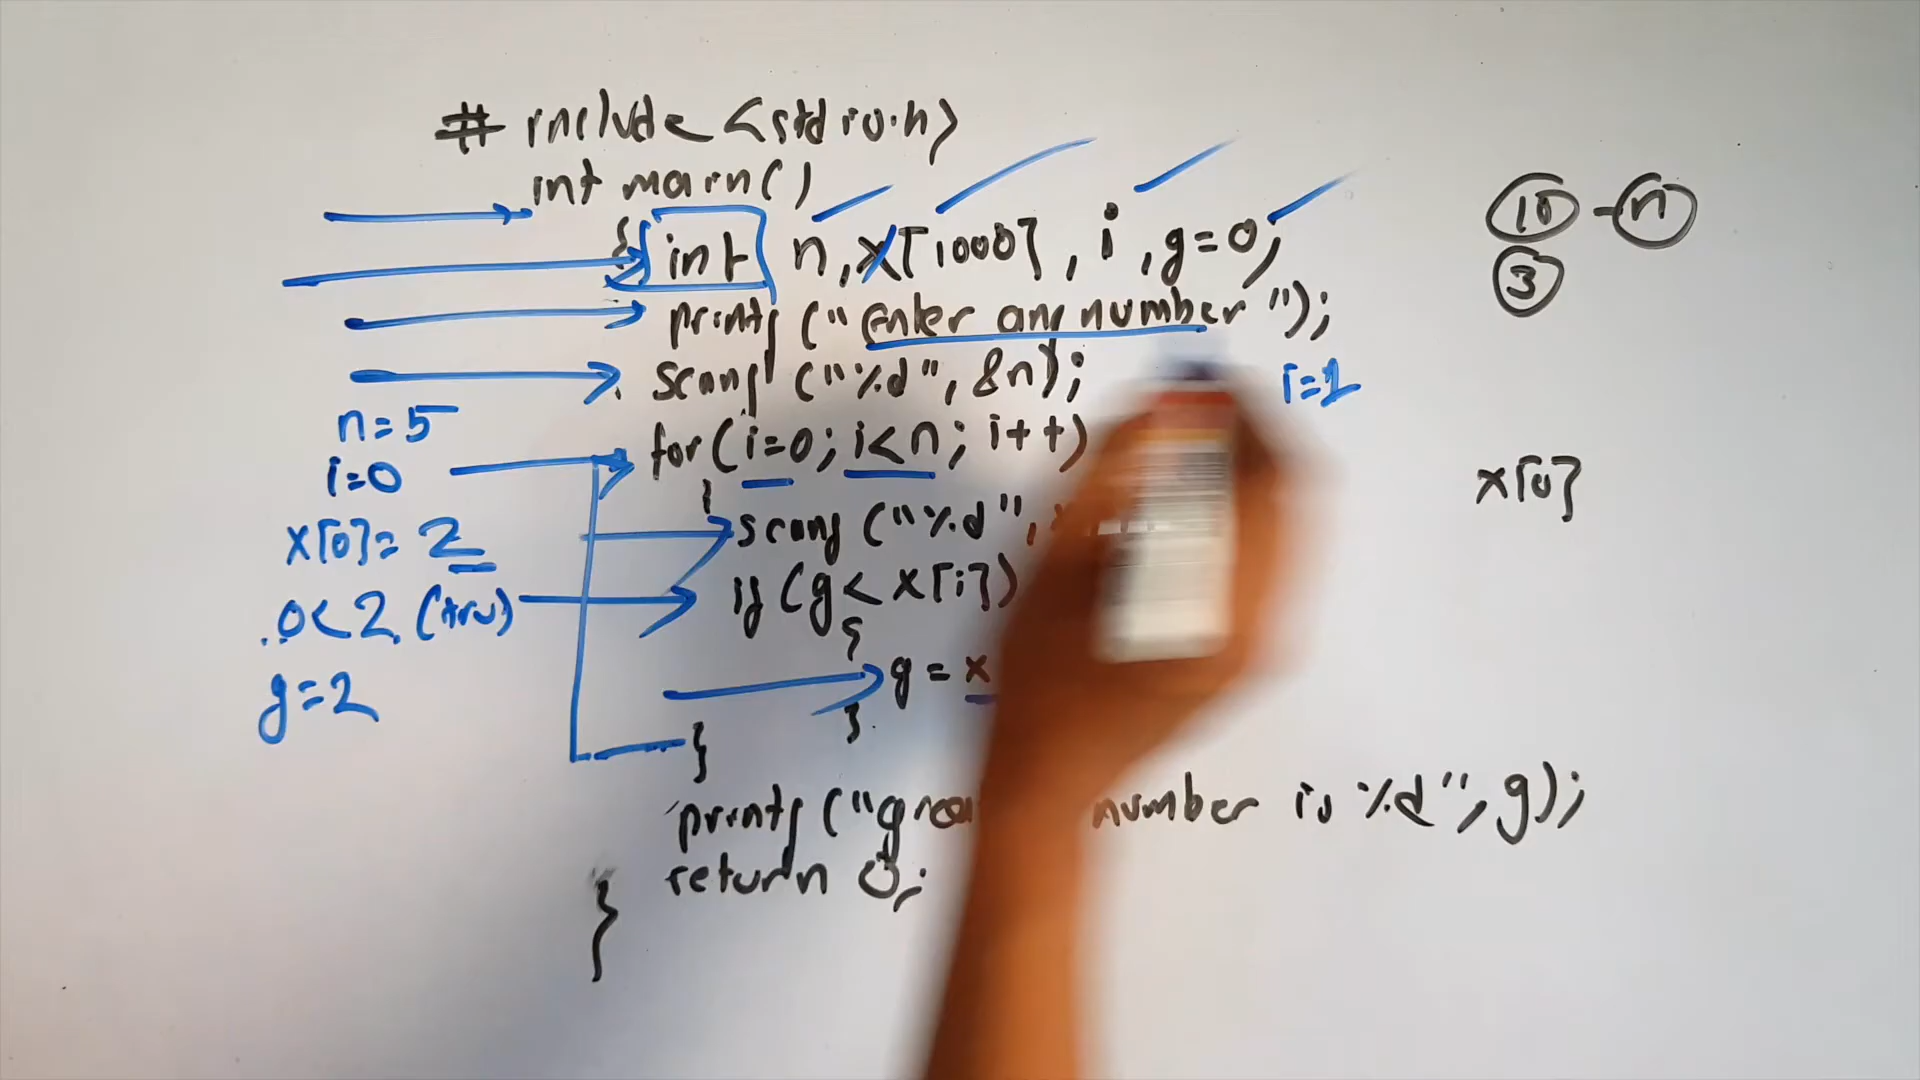 # include <stdio.h>
int main()
{ int n, x[1000], i, g=0;
printf ("Enter any number");
scanf ("%d", &n);
for (i=0; i<n; i++)
{
scanf ("%d",
if (g< x[i])
{
g = x
}
}
printf (" number is %d", g);
return 0;
}
n=5
i=0
x[0]= 2
0<2 (true)
g=2
i=1
10 - n
3
x[0]